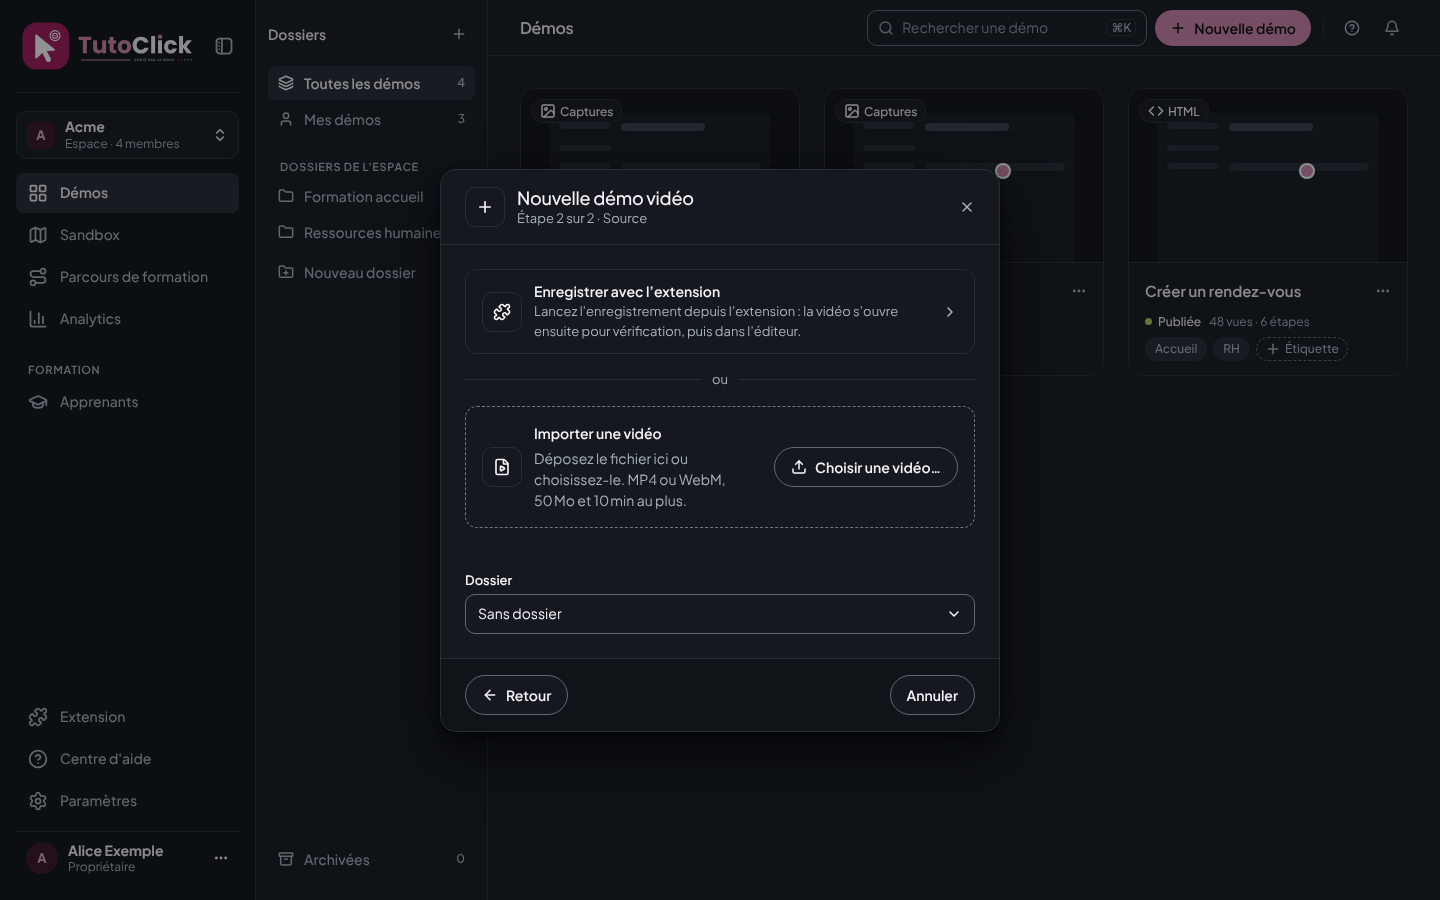 TutoClick
Acme
Espace · 4 membres
Démos
Sandbox
Parcours de formation
Analytics
FORMATION
Apprenants
Extension
Centre d'aide
Paramètres
Alice Exemple
Propriétaire
Dossiers
Toutes les démos 4
Mes démos 3
DOSSIERS DE L'ESPACE
Formation accueil
Ressources humaine
Nouveau dossier
Archivées 0
Démos
Rechercher une démo ⌘K
Nouvelle démo
Captures
Captures
HTML
Créer un rendez-vous
Publiée 48 vues · 6 étapes
Accueil RH Étiquette
Nouvelle démo vidéo
Étape 2 sur 2 · Source
Enregistrer avec l’extension
Lancez l’enregistrement depuis l’extension : la vidéo s’ouvre
ensuite pour vérification, puis dans l’éditeur.
ou
Importer une vidéo
Déposez le fichier ici ou
choisissez-le. MP4 ou WebM,
50 Mo et 10 min au plus.
Choisir une vidéo…
Dossier
Sans dossier
Retour
Annuler